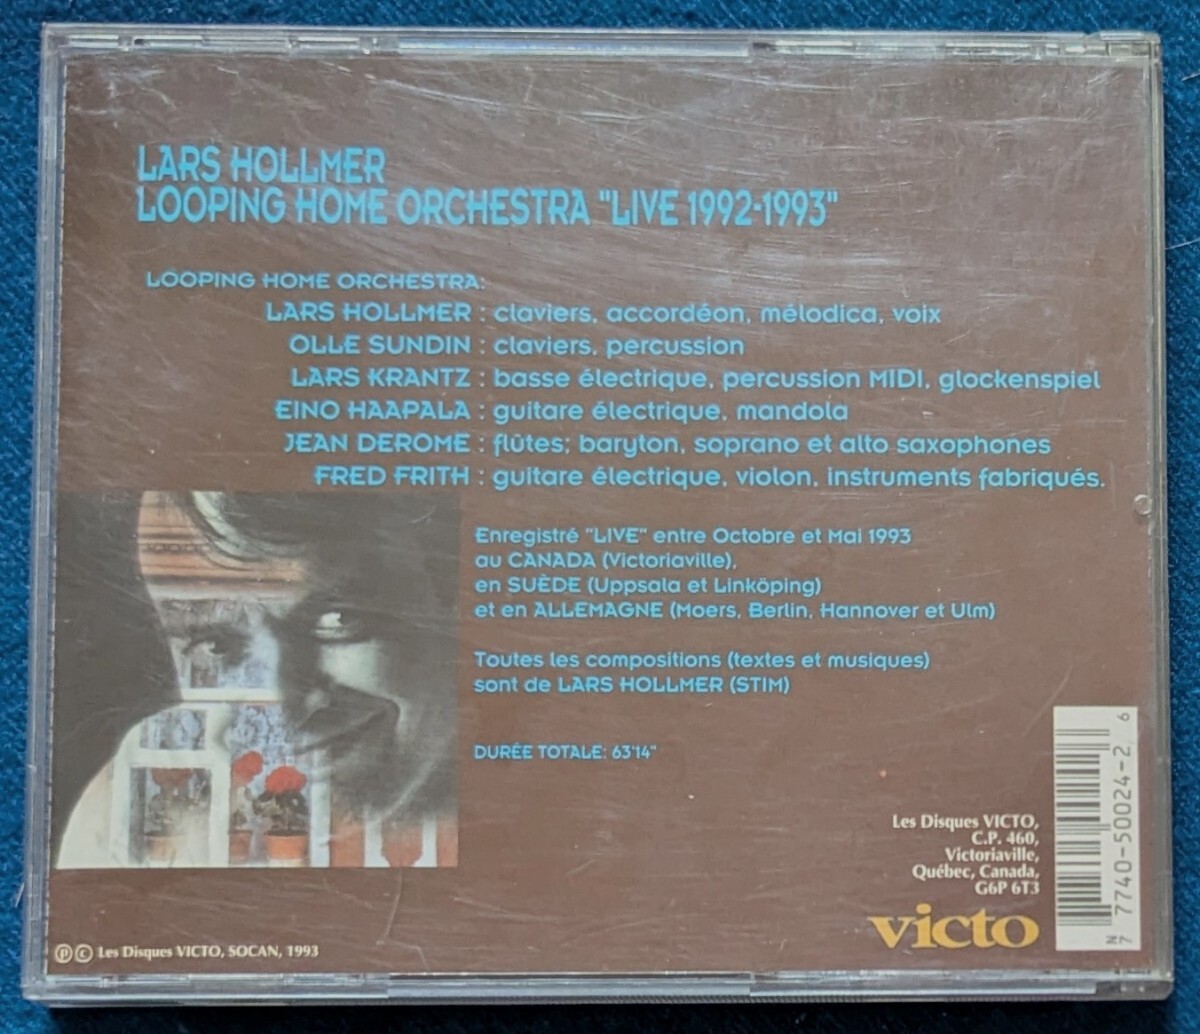 LARS HOLLMER
LOOPING HOME ORCHESTRA "LIVE 1992-1993"
LOOPING HOME ORCHESTRA:
LARS HOLLMER : claviers, accordéon, mélodica, voix
OLLE SUNDIN : claviers, percussion
LARS KRANTZ : basse électrique, percussion MIDI, glockenspiel
EINO HAAPALA : guitare électrique, mandola
JEAN DEROME : flûtes; baryton, soprano et alto saxophones
FRED FRITH : guitare électrique, violon, instruments fabriqués.
Enregistré "LIVE" entre Octobre et Mai 1993
au CANADA (Victoriaville),
en SUÈDE (Uppsala et Linköping)
et en ALLEMAGNE (Moers, Berlin, Hannover et Ulm)
Toutes les compositions (textes et musiques)
sont de LARS HOLLMER (STIM)
DURÉE TOTALE: 63'14"
Les Disques VICTO,
C.P. 460,
Victoriaville,
Québec, Canada,
G6P 6T3
victo
N 7 7740-50024-2 6
Ⓟ © Les Disques VICTO, SOCAN, 1993